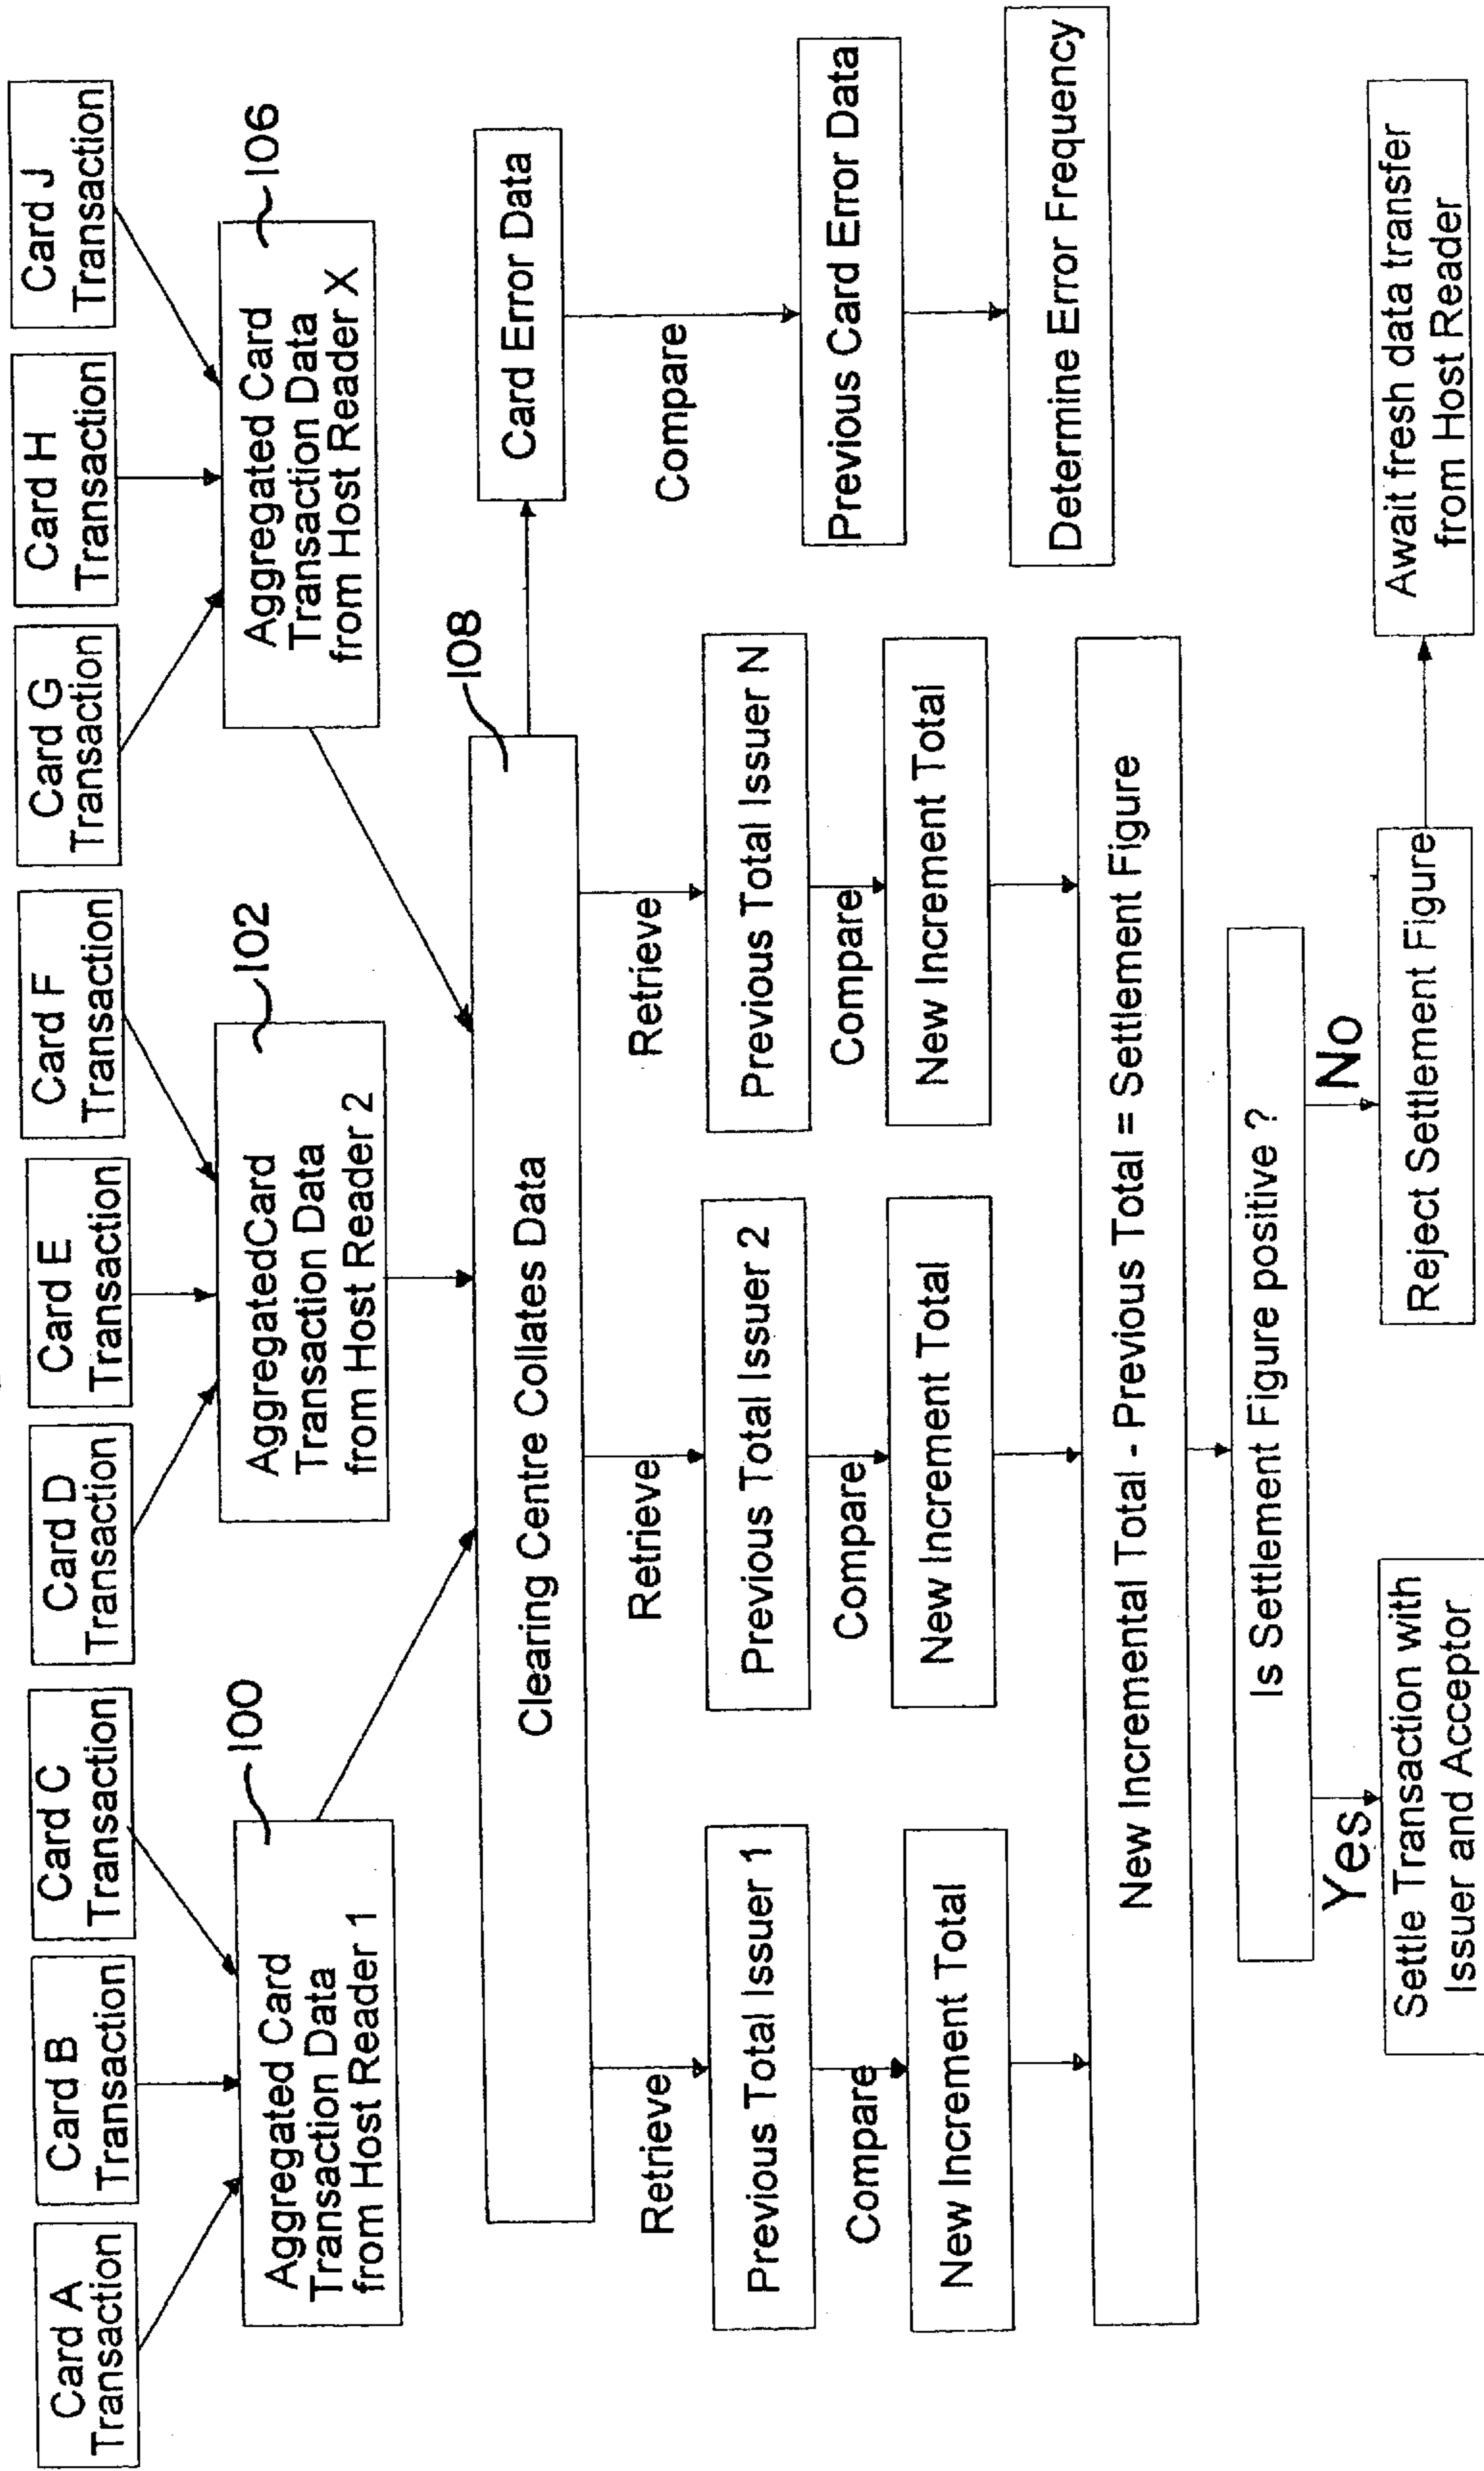 Card A
Transaction
Card B
Transaction
Card C
Transaction
Card D
Transaction
Card E
Transaction
Card F
Transaction
Card G
Transaction
Card H
Transaction
Card J
Transaction
Aggregated Card
Transaction Data
from Host Reader 1
100
AggregatedCard
Transaction Data
from Host Reader 2
102
Aggregated Card
Transaction Data
from Host Reader X
106
Clearing Centre Collates Data
108
Card Error Data
Retrieve
Retrieve
Retrieve
Compare
Previous Total Issuer 1
Previous Total Issuer 2
Previous Total Issuer N
Previous Card Error Data
Compare
Compare
Compare
New Increment Total
New Increment Total
New Increment Total
Determine Error Frequency
New Incremental Total - Previous Total = Settlement Figure
Is Settlement Figure positive ?
Yes
No
Settle Transaction with
Issuer and Acceptor
Reject Settlement Figure
Await fresh data transfer
from Host Reader